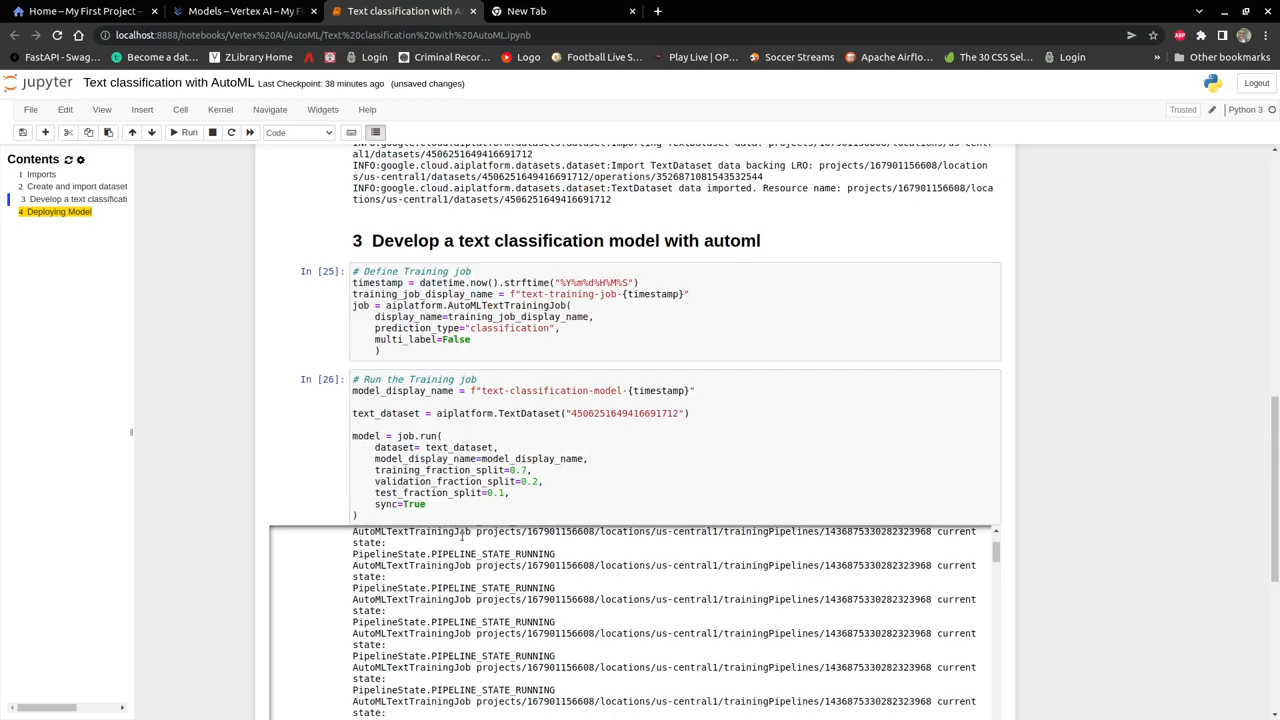 Home – My First Project -
Models – Vertex AI – My Fi
Text classification with A
New Tab
localhost:8888/notebooks/Vertex%20AI/AutoML/Text%20classification%20with%20AutoML.ipynb
FastAPI - Swag...
Become a dat...
ZLibrary Home
Login
Criminal Recor...
Logo
Football Live S...
Play Live | OP...
Soccer Streams
Apache Airflo...
The 30 CSS Sel...
Login
»
Other bookmarks
jupyter
Text classification with AutoML Last Checkpoint: 38 minutes ago (unsaved changes)
Logout
File
Edit
View
Insert
Cell
Kernel
Navigate
Widgets
Help
Trusted
Python 3
Run
Code
Contents
1 Imports
2 Create and import dataset
3 Develop a text classificati
4 Deploying Model
INFO:google.cloud.aiplatform.datasets.dataset:Importing TextDataset data: projects/167901156608/locations/us-centr
al1/datasets/4506251649416691712
INFO:google.cloud.aiplatform.datasets.dataset:Import TextDataset data backing LRO: projects/167901156608/location
s/us-central1/datasets/4506251649416691712/operations/3526871081543532544
INFO:google.cloud.aiplatform.datasets.dataset:TextDataset data imported. Resource name: projects/167901156608/loca
tions/us-central1/datasets/4506251649416691712
3 Develop a text classification model with automl
In [25]:
# Define Training job
timestamp = datetime.now().strftime("%Y%m%d%H%M%S")
training_job_display_name = f"text-training-job-{timestamp}"
job = aiplatform.AutoMLTextTrainingJob(
display_name=training_job_display_name,
prediction_type="classification",
multi_label=False
)
In [26]:
# Run the Training job
model_display_name = f"text-classification-model-{timestamp}"
text_dataset = aiplatform.TextDataset("4506251649416691712")
model = job.run(
dataset= text_dataset,
model_display_name=model_display_name,
training_fraction_split=0.7,
validation_fraction_split=0.2,
test_fraction_split=0.1,
sync=True
)
AutoMLTextTrainingJob projects/167901156608/locations/us-central1/trainingPipelines/1436875330282323968 current
state:
PipelineState.PIPELINE_STATE_RUNNING
AutoMLTextTrainingJob projects/167901156608/locations/us-central1/trainingPipelines/1436875330282323968 current
state:
PipelineState.PIPELINE_STATE_RUNNING
AutoMLTextTrainingJob projects/167901156608/locations/us-central1/trainingPipelines/1436875330282323968 current
state:
PipelineState.PIPELINE_STATE_RUNNING
AutoMLTextTrainingJob projects/167901156608/locations/us-central1/trainingPipelines/1436875330282323968 current
state:
PipelineState.PIPELINE_STATE_RUNNING
AutoMLTextTrainingJob projects/167901156608/locations/us-central1/trainingPipelines/1436875330282323968 current
state:
PipelineState.PIPELINE_STATE_RUNNING
AutoMLTextTrainingJob projects/167901156608/locations/us-central1/trainingPipelines/1436875330282323968 current
state: